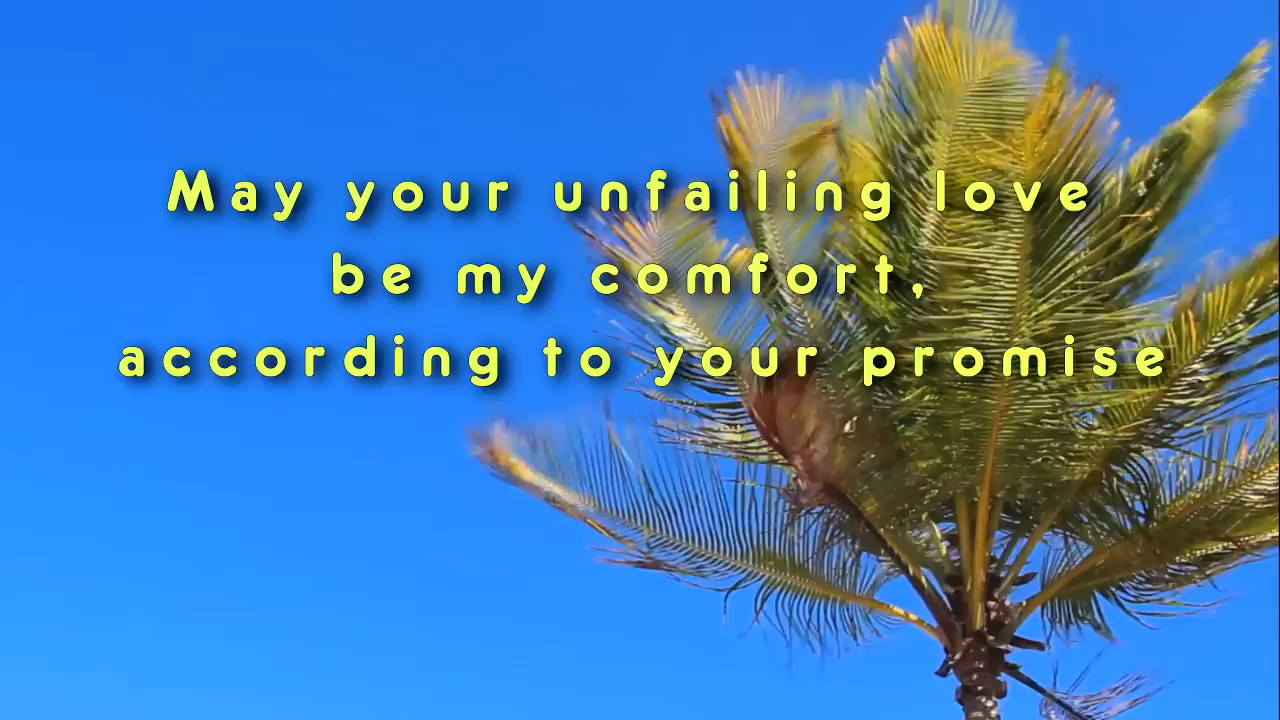 May your unfailing love
be my comfort,
according to your promise